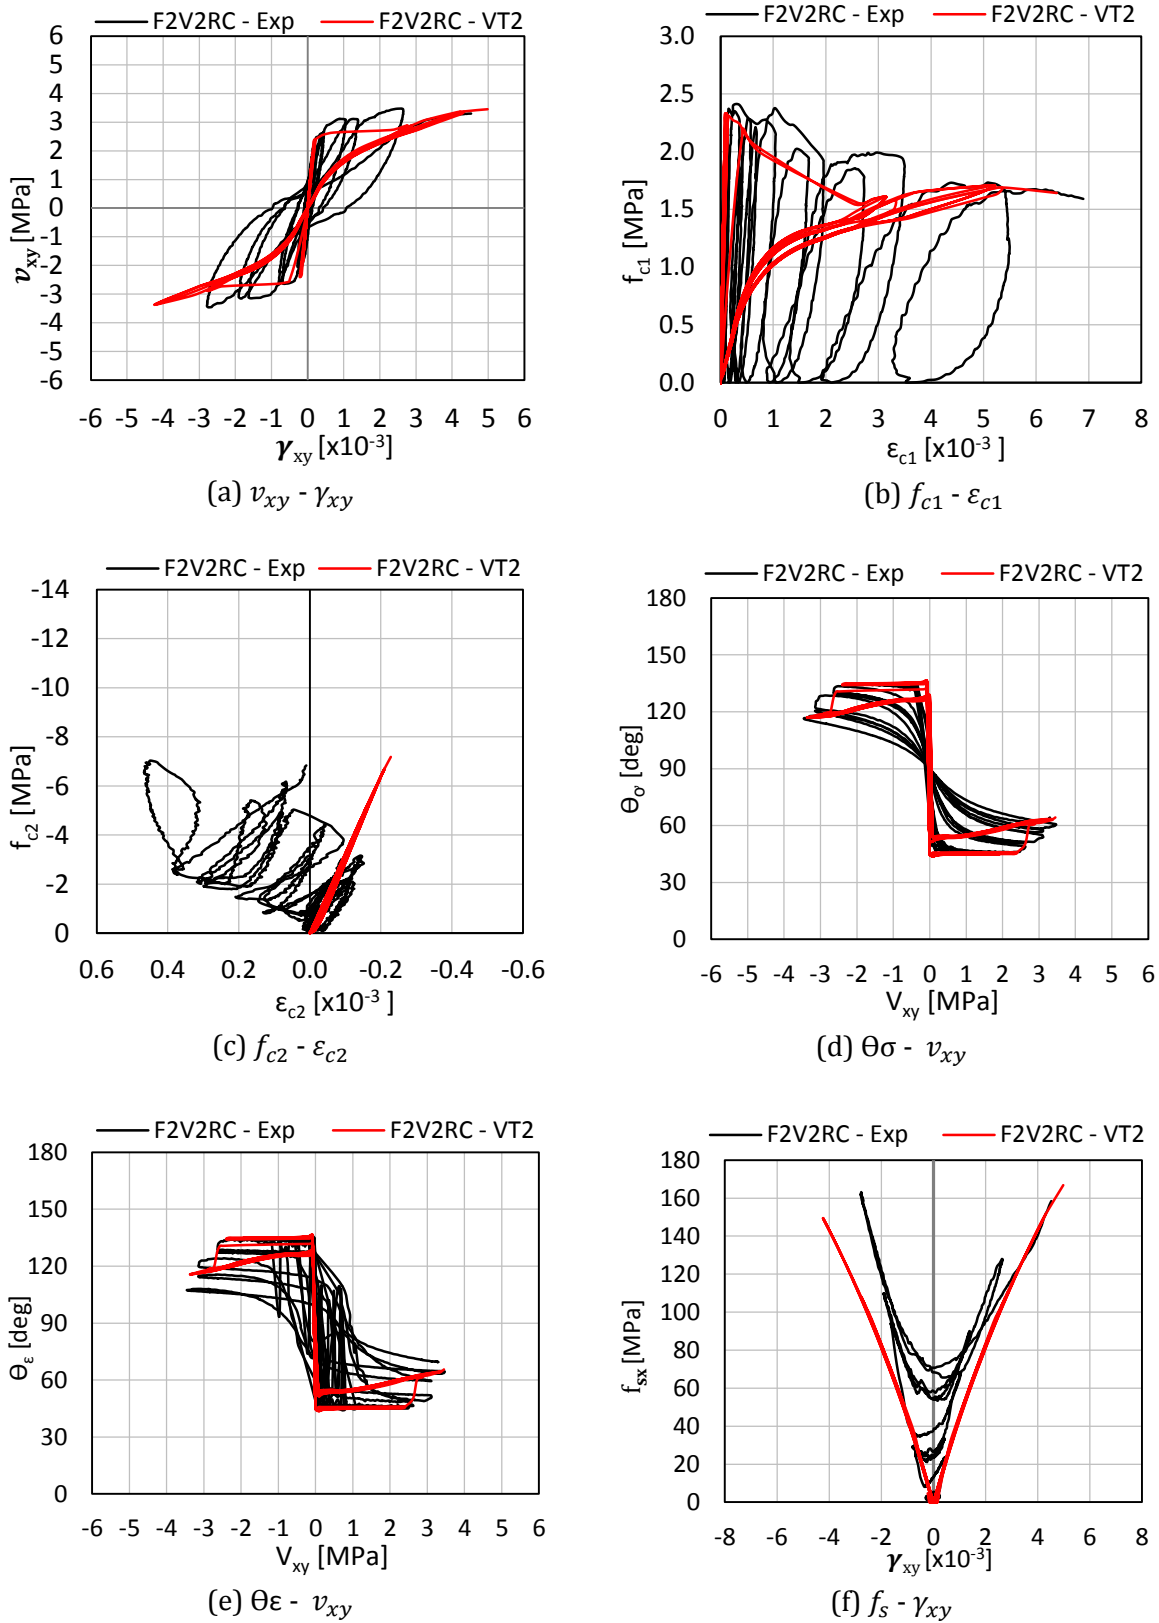 F2V2RC - Exp F2V2RC - VT2
6
5
4
3
2
1
0
-1
-2
-3
-4
-5
-6
v_xy [MPa]
-6 -5 -4 -3 -2 -1 0 1 2 3 4 5 6
γ_xy [x10^-3]
(a) v_xy - γ_xy
F2V2RC - Exp F2V2RC - VT2
3.0
2.5
2.0
1.5
1.0
0.5
0.0
f_c1 [MPa]
0 1 2 3 4 5 6 7 8
ε_c1 [x10^-3 ]
(b) f_c1 - ε_c1
F2V2RC - Exp F2V2RC - VT2
-14
-12
-10
-8
-6
-4
-2
0
f_c2 [MPa]
0.6 0.4 0.2 0.0 -0.2 -0.4 -0.6
ε_c2 [x10^-3 ]
(c) f_c2 - ε_c2
F2V2RC - Exp F2V2RC - VT2
180
150
120
90
60
30
0
Θ_σ [deg]
-6 -5 -4 -3 -2 -1 0 1 2 3 4 5 6
V_xy [MPa]
(d) Θσ - v_xy
F2V2RC - Exp F2V2RC - VT2
180
150
120
90
60
30
0
Θ_ε [deg]
-6 -5 -4 -3 -2 -1 0 1 2 3 4 5 6
V_xy [MPa]
(e) Θε - v_xy
F2V2RC - Exp F2V2RC - VT2
180
160
140
120
100
80
60
40
20
0
f_sx [MPa]
-8 -6 -4 -2 0 2 4 6 8
γ_xy [x10^-3]
(f) f_s - γ_xy